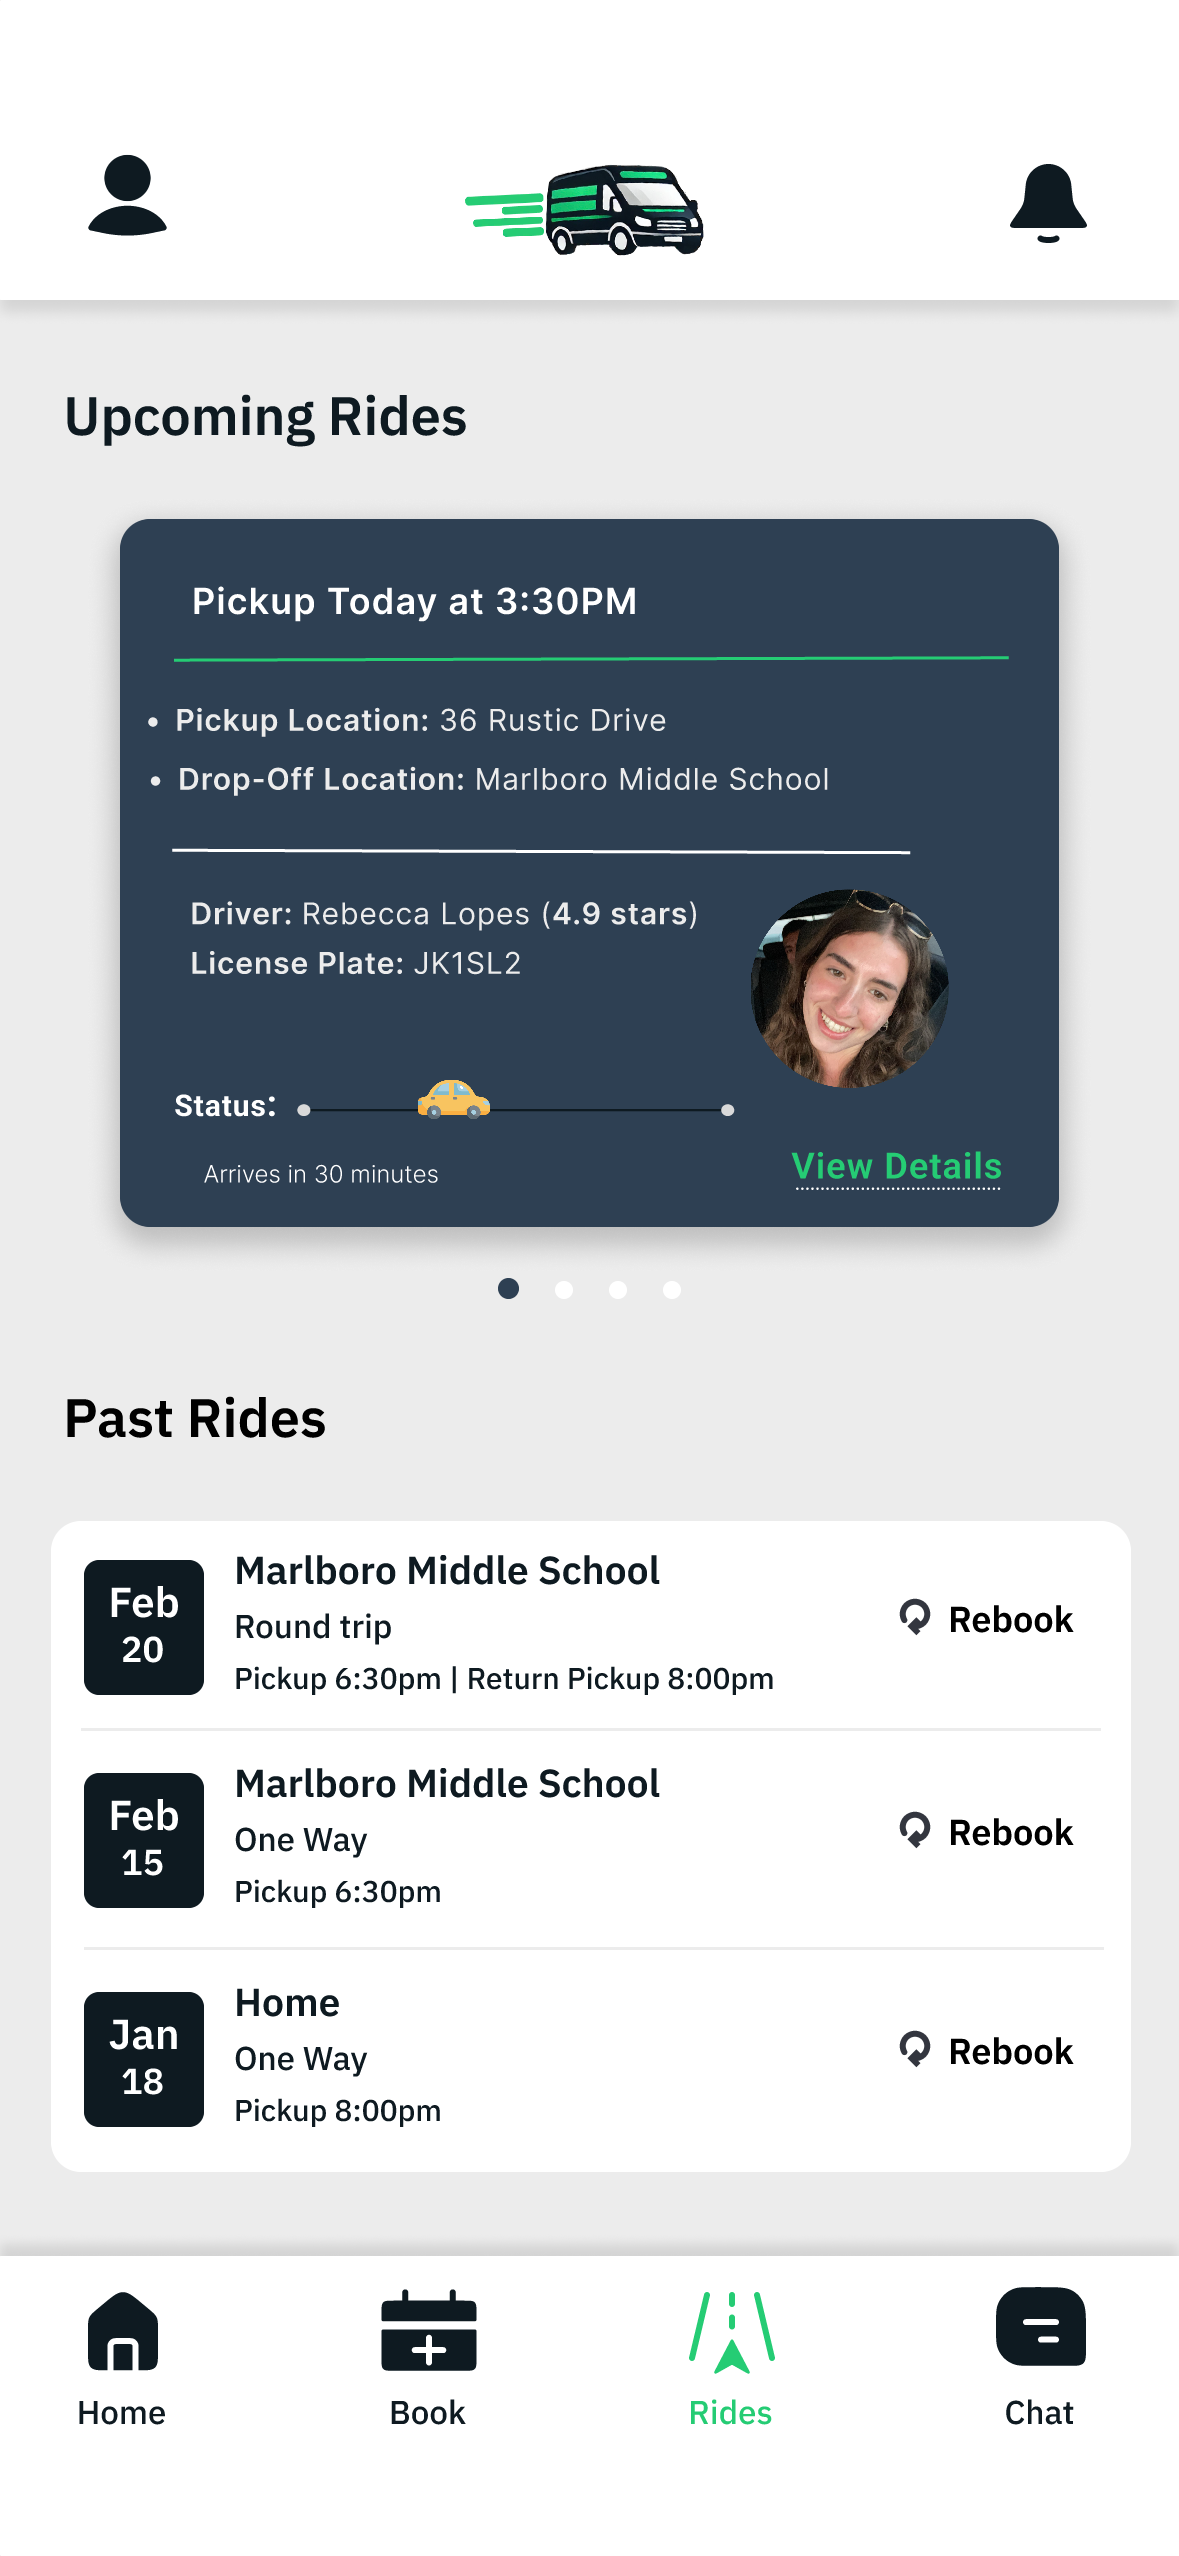 Upcoming Rides
Pickup Today at 3:30PM
• Pickup Location: 36 Rustic Drive
• Drop-Off Location: Marlboro Middle School
Driver: Rebecca Lopes (4.9 stars)
License Plate: JK1SL2
Status:
Arrives in 30 minutes
View Details
Past Rides
Feb
20
Marlboro Middle School
Round trip
Pickup 6:30pm | Return Pickup 8:00pm
Rebook
Feb
15
Marlboro Middle School
One Way
Pickup 6:30pm
Rebook
Jan
18
Home
One Way
Pickup 8:00pm
Rebook
Home
Book
Rides
Chat